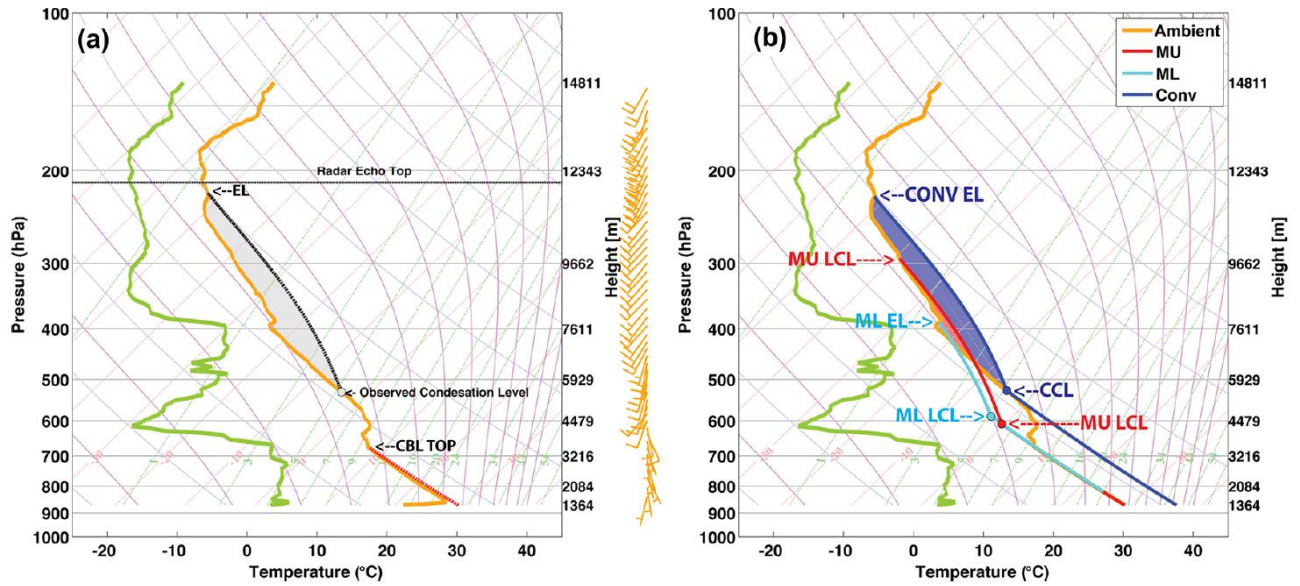 (a)
100
200
300
400
500
600
700
800
900
1000
Pressure (hPa)
-20
-10
0
10
20
30
40
Temperature (°C)
14811
12343
9662
7611
5929
4479
3216
2084
1364
Height [m]
Radar Echo Top
<--EL
<--Observed Condesation Level
<--CBL TOP
(b)
Ambient
MU
ML
Conv
100
200
300
400
500
600
700
800
900
1000
Pressure (hPa)
-20
-10
0
10
20
30
40
Temperature (°C)
14811
12343
9662
7611
5929
4479
3216
2084
1364
Height [m]
<--CONV EL
MU LCL---->
ML EL-->
<--CCL
ML LCL-->
<--------MU LCL